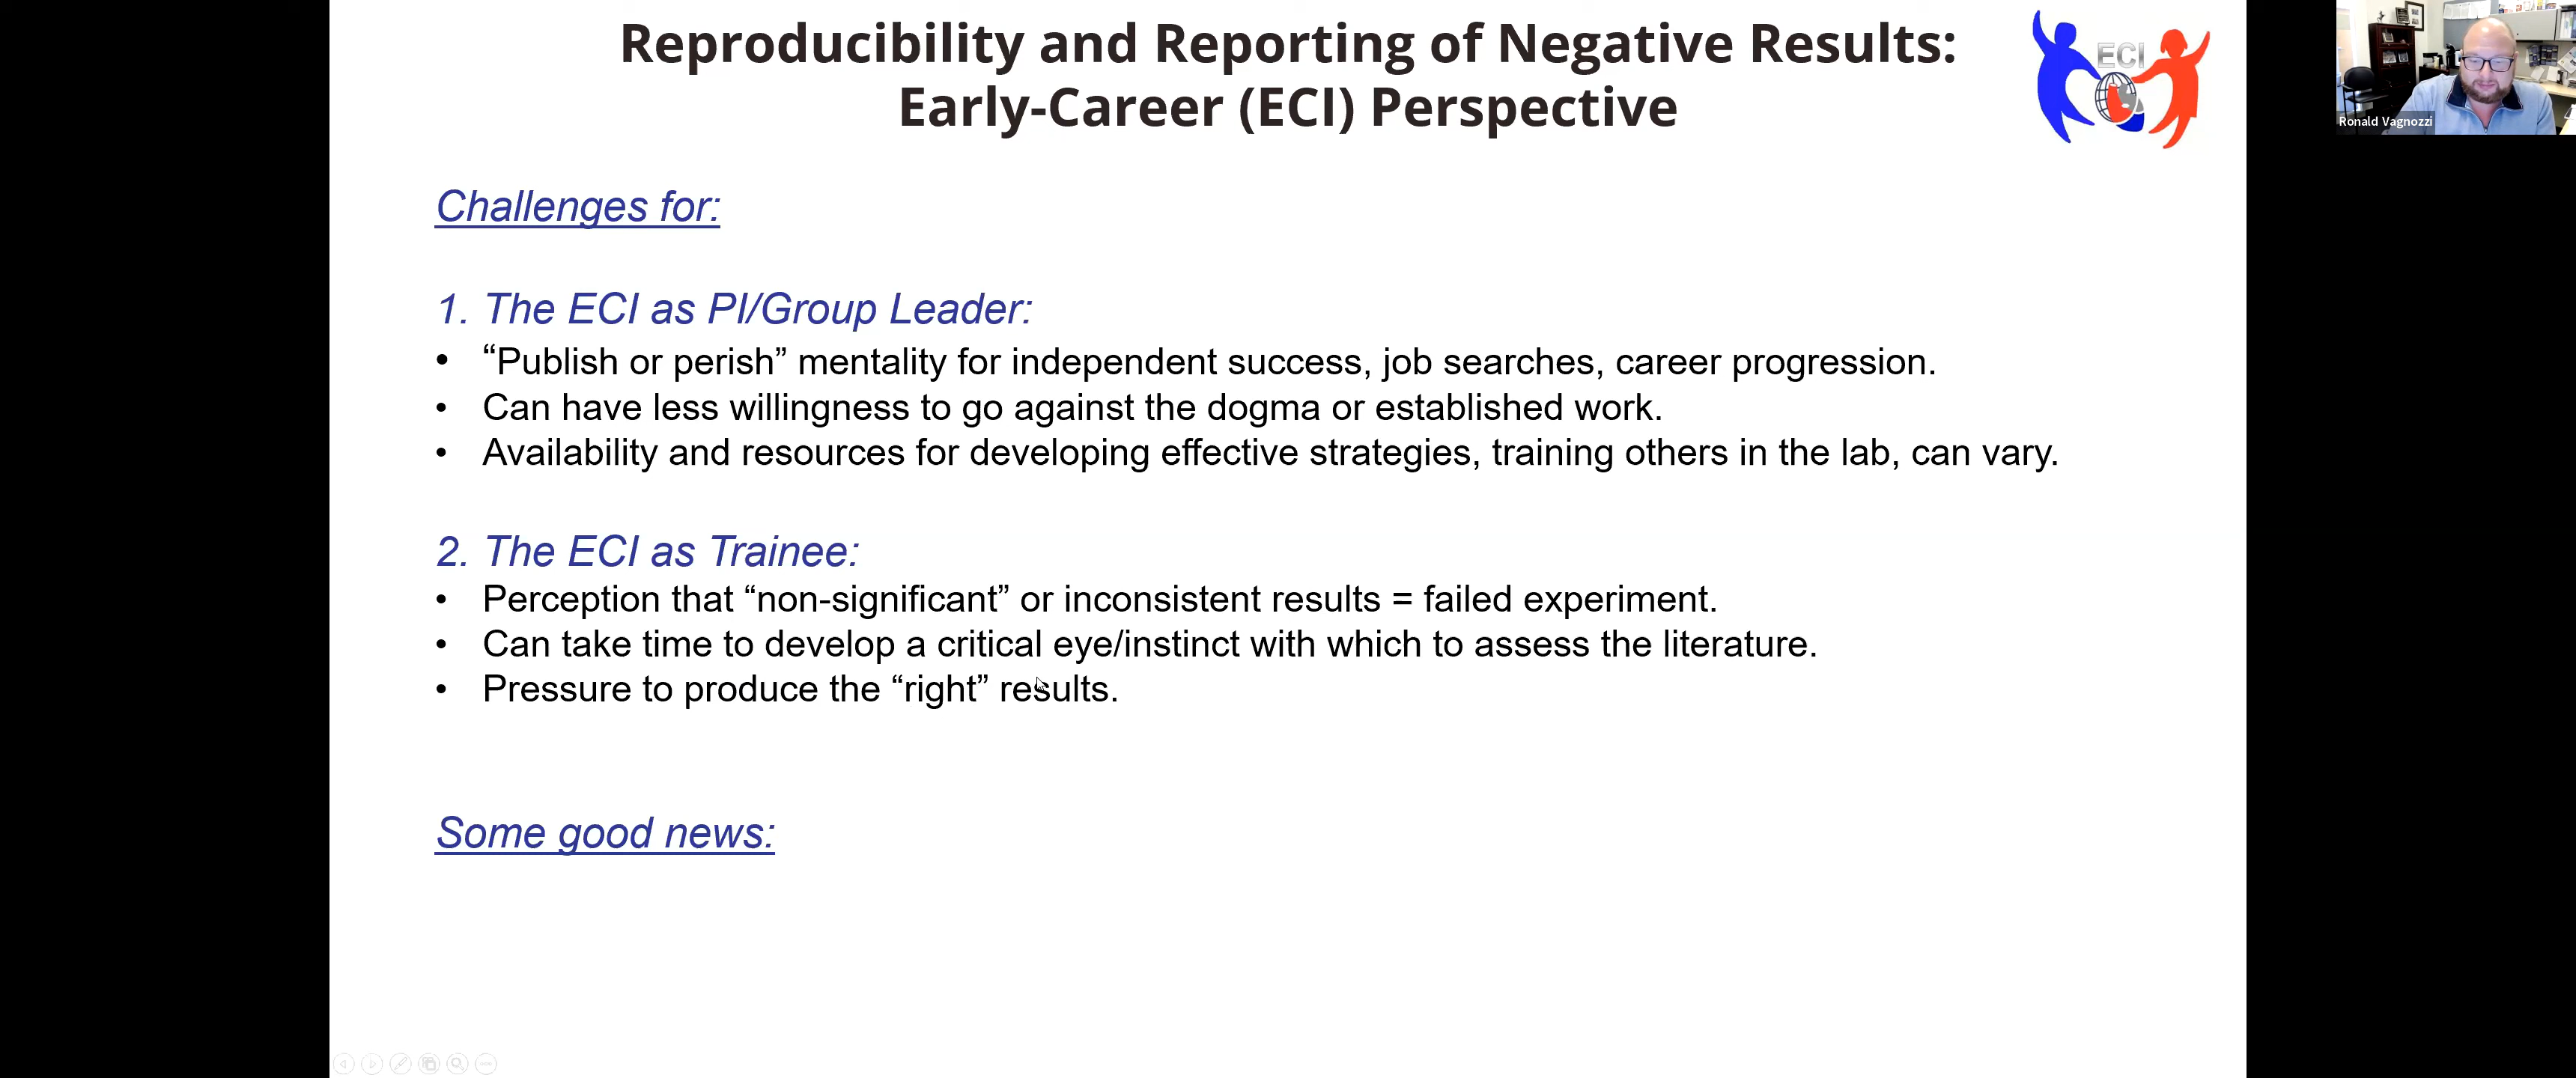 Reproducibility and Reporting of Negative Results:
Early-Career (ECI) Perspective
ECI
Ronald Vagnozzi
Challenges for:
1. The ECI as PI/Group Leader:
• “Publish or perish” mentality for independent success, job searches, career progression.
• Can have less willingness to go against the dogma or established work.
• Availability and resources for developing effective strategies, training others in the lab, can vary.
2. The ECI as Trainee:
• Perception that “non-significant” or inconsistent results = failed experiment.
• Can take time to develop a critical eye/instinct with which to assess the literature.
• Pressure to produce the “right” results.
Some good news: